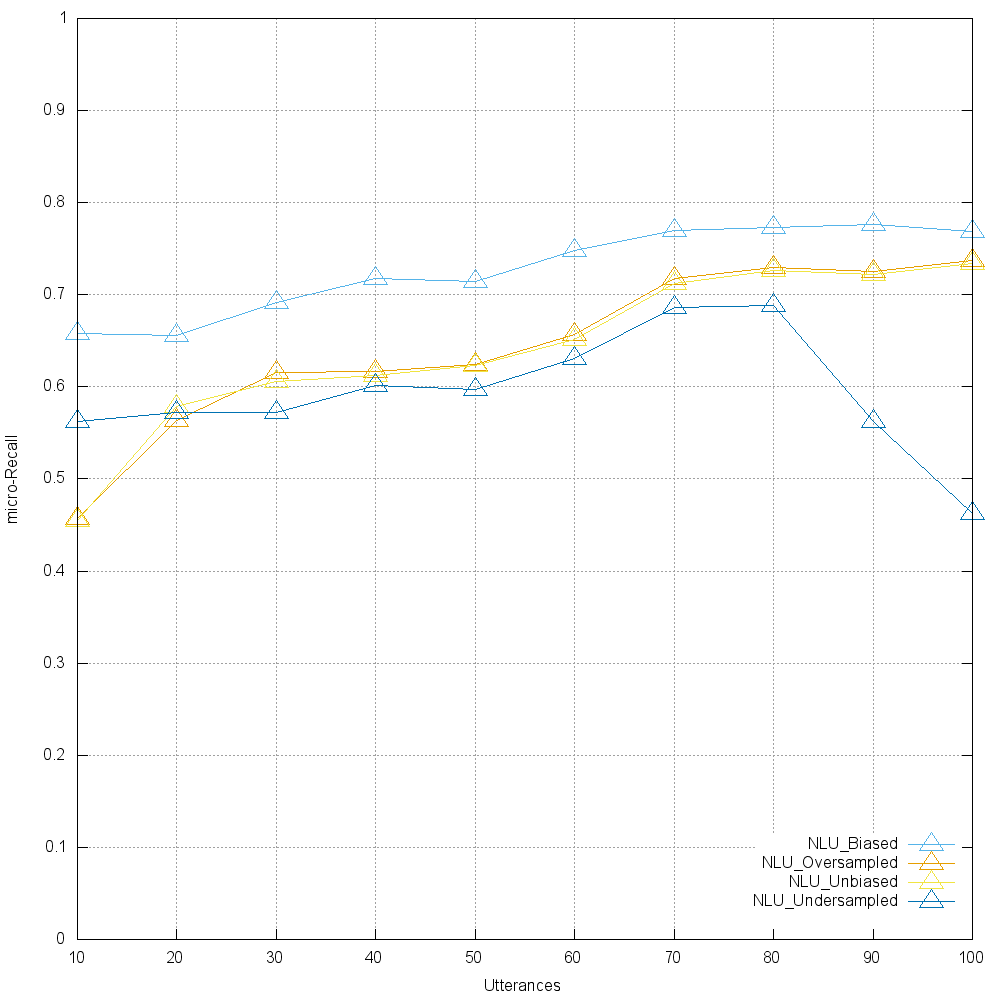 1
0.9
0.8
0.7
0.6
0.5
0.4
0.3
0.2
0.1
0
micro-Recall
NLU_Biased
NLU_Oversampled
NLU_Unbiased
NLU_Undersampled
10 20 30 40 50 60 70 80 90 100
Utterances